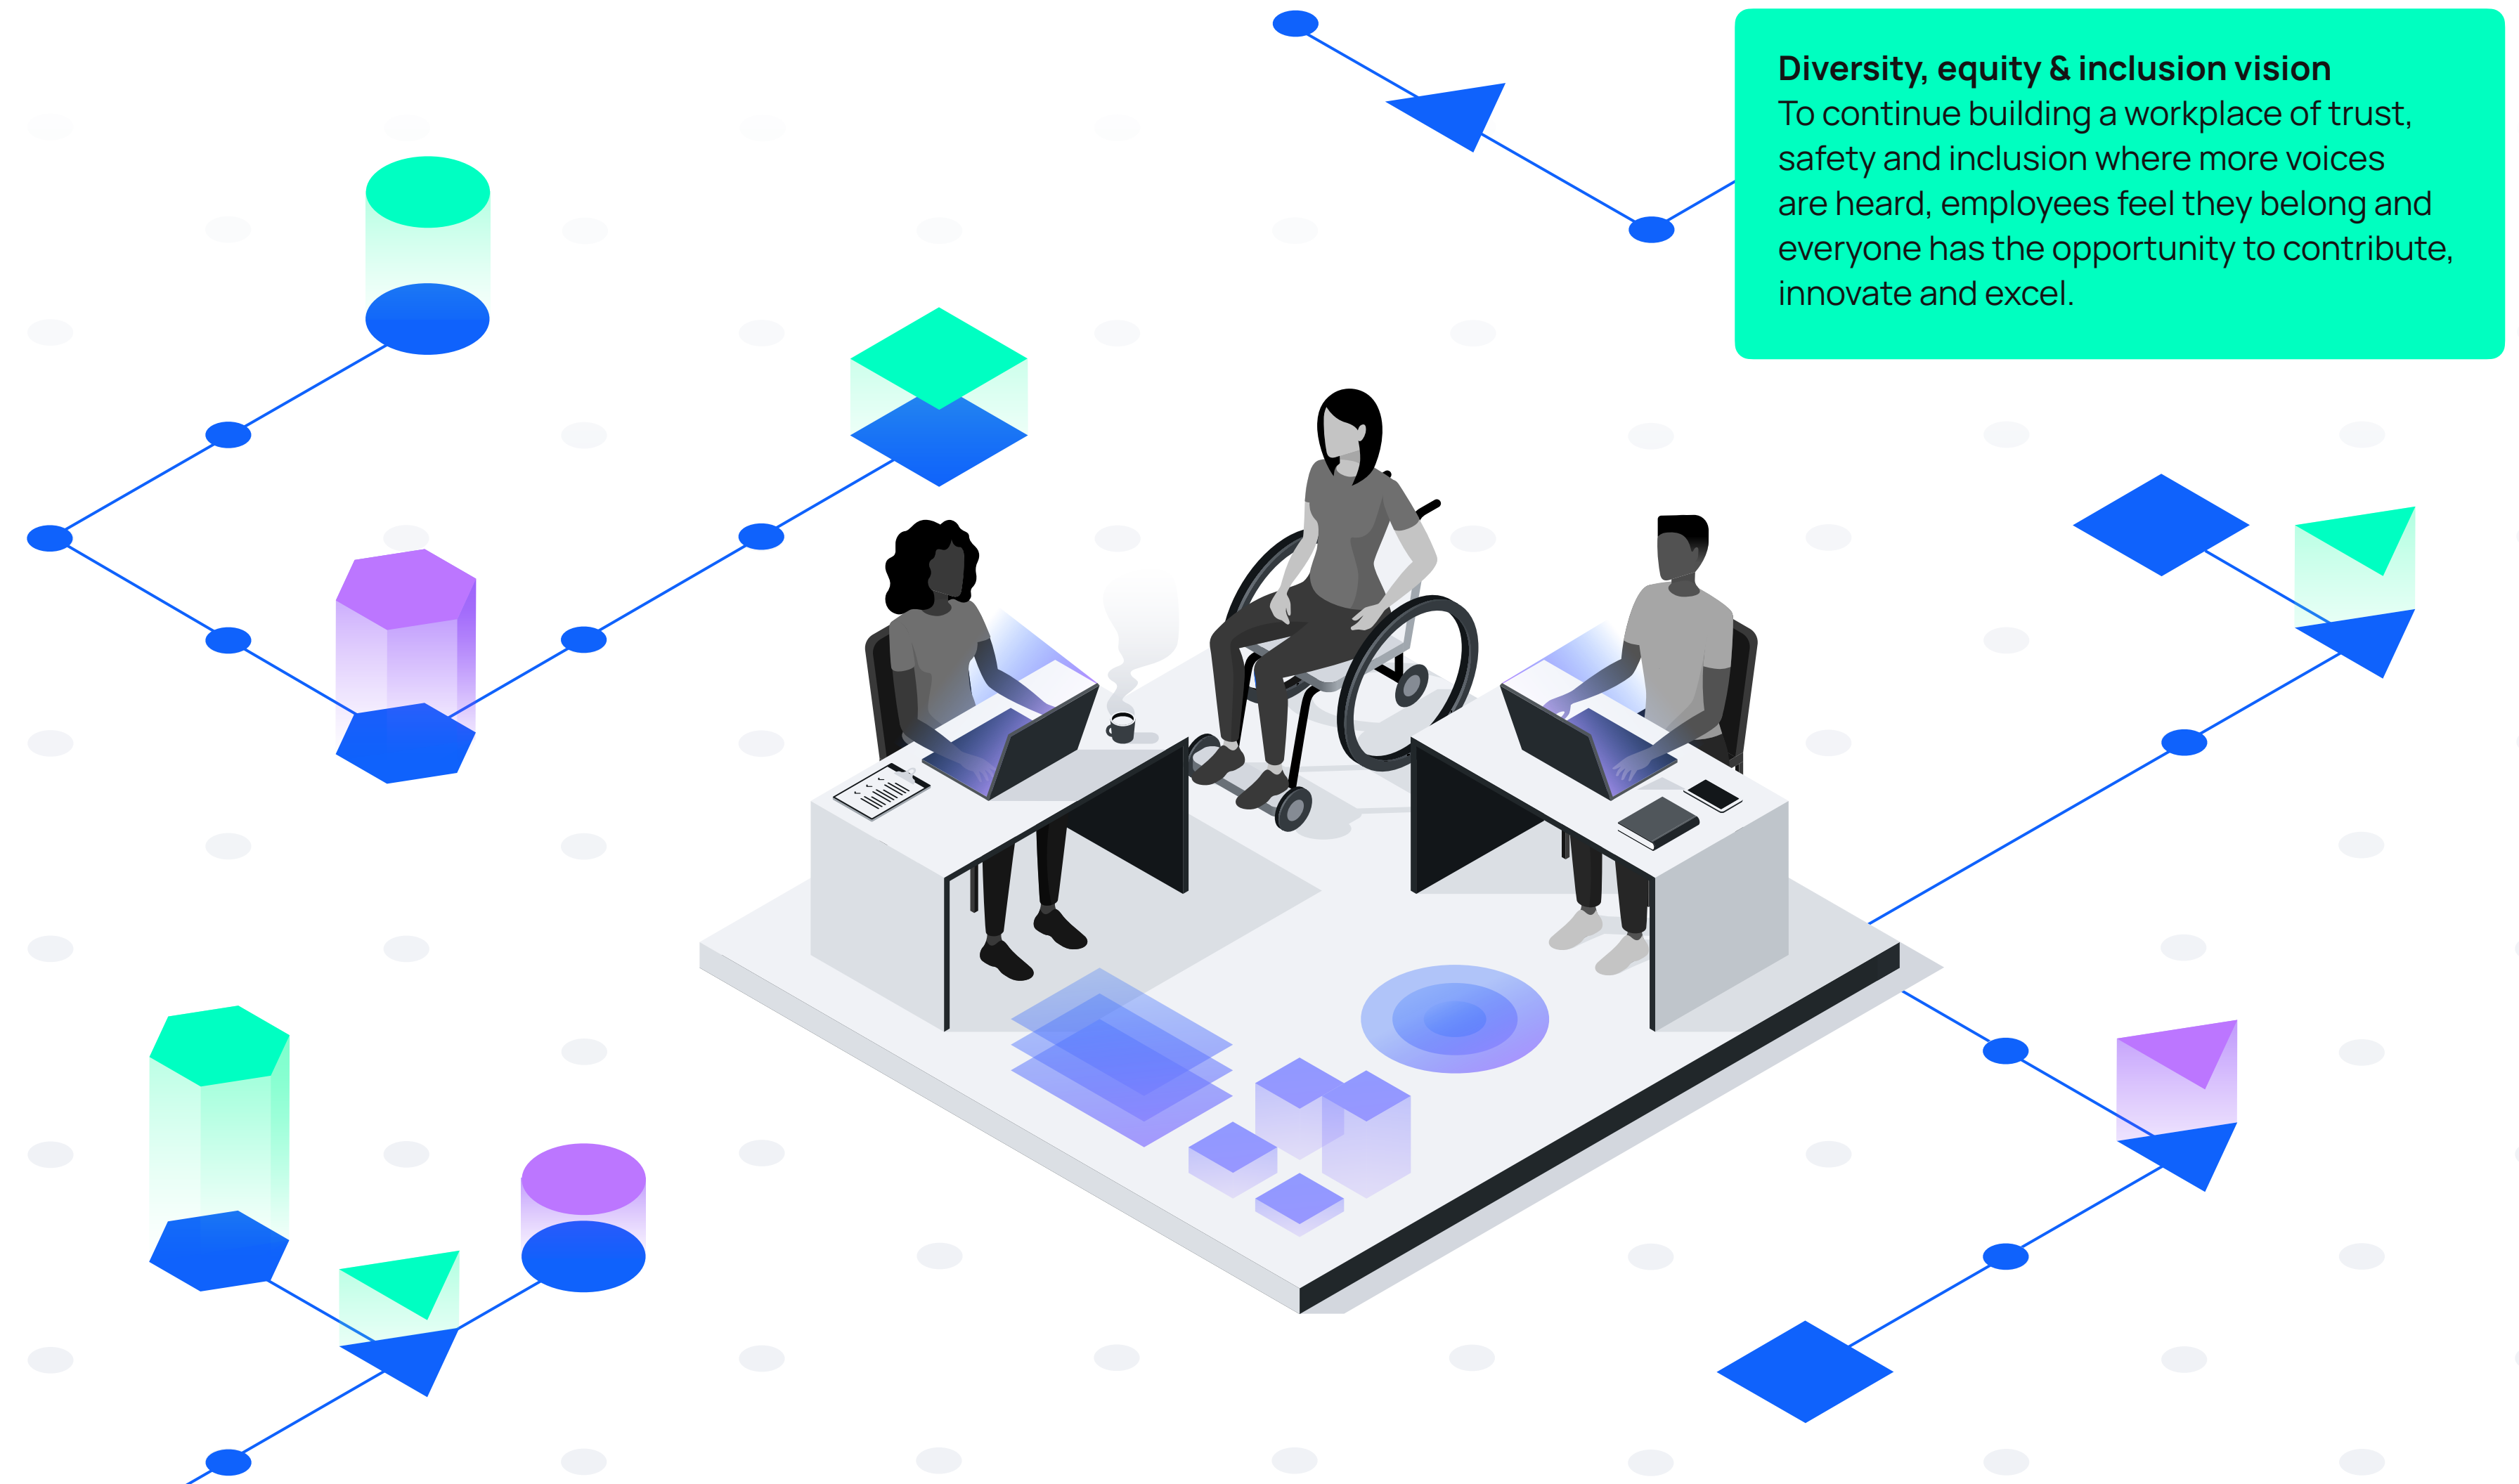 Diversity, equity & inclusion vision
To continue building a workplace of trust,
safety and inclusion where more voices
are heard, employees feel they belong and
everyone has the opportunity to contribute,
innovate and excel.